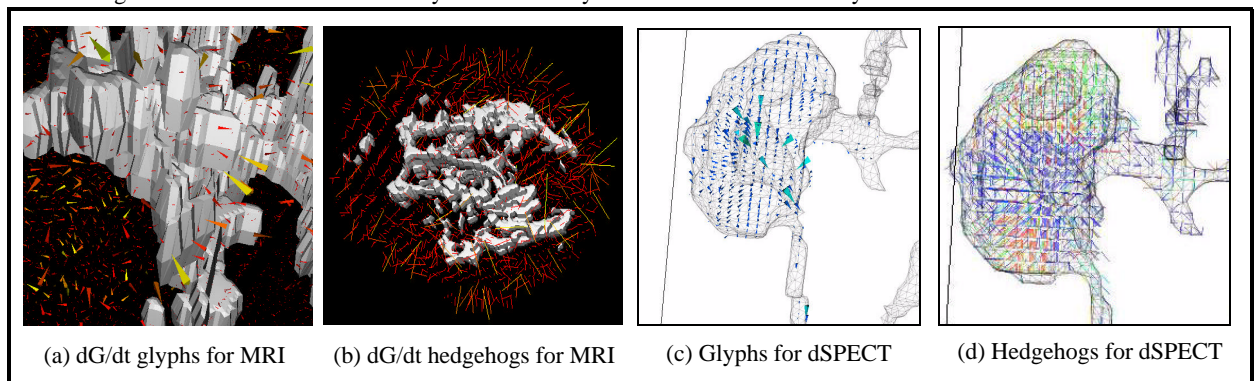 (a) dG/dt glyphs for MRI
(b) dG/dt hedgehogs for MRI
(c) Glyphs for dSPECT
(d) Hedgehogs for dSPECT